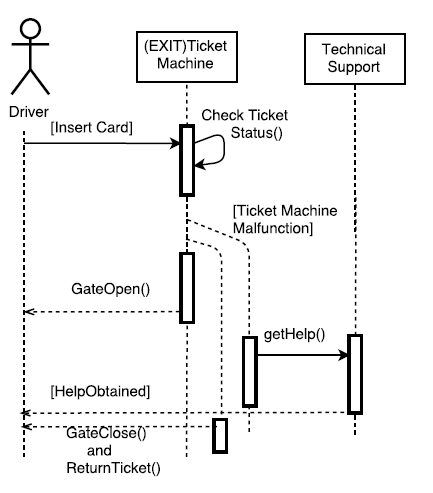 (EXIT)Ticket
Machine
Technical
Support
Driver
[Insert Card]
Check Ticket
Status()
[Ticket Machine
Malfunction]
GateOpen()
getHelp()
[HelpObtained]
GateClose()
and
ReturnTicket()